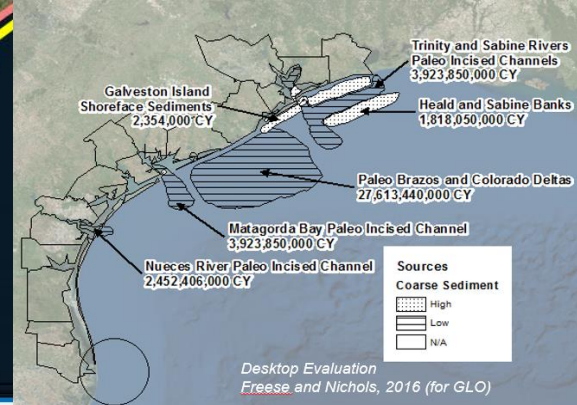 Trinity and Sabine Rivers
Paleo Incised Channels
3,923,850,000 CY
Galveston Island
Shoreface Sediments
2,354,000 CY
Heald and Sabine Banks
1,818,050,000 CY
Paleo Brazos and Colorado Deltas
27,613,440,000 CY
Matagorda Bay Paleo Incised Channel
3,923,850,000 CY
Nueces River Paleo Incised Channel
2,452,406,000 CY
Sources
Coarse Sediment
High
Low
N/A
Desktop Evaluation
Freese and Nichols, 2016 (for GLO)